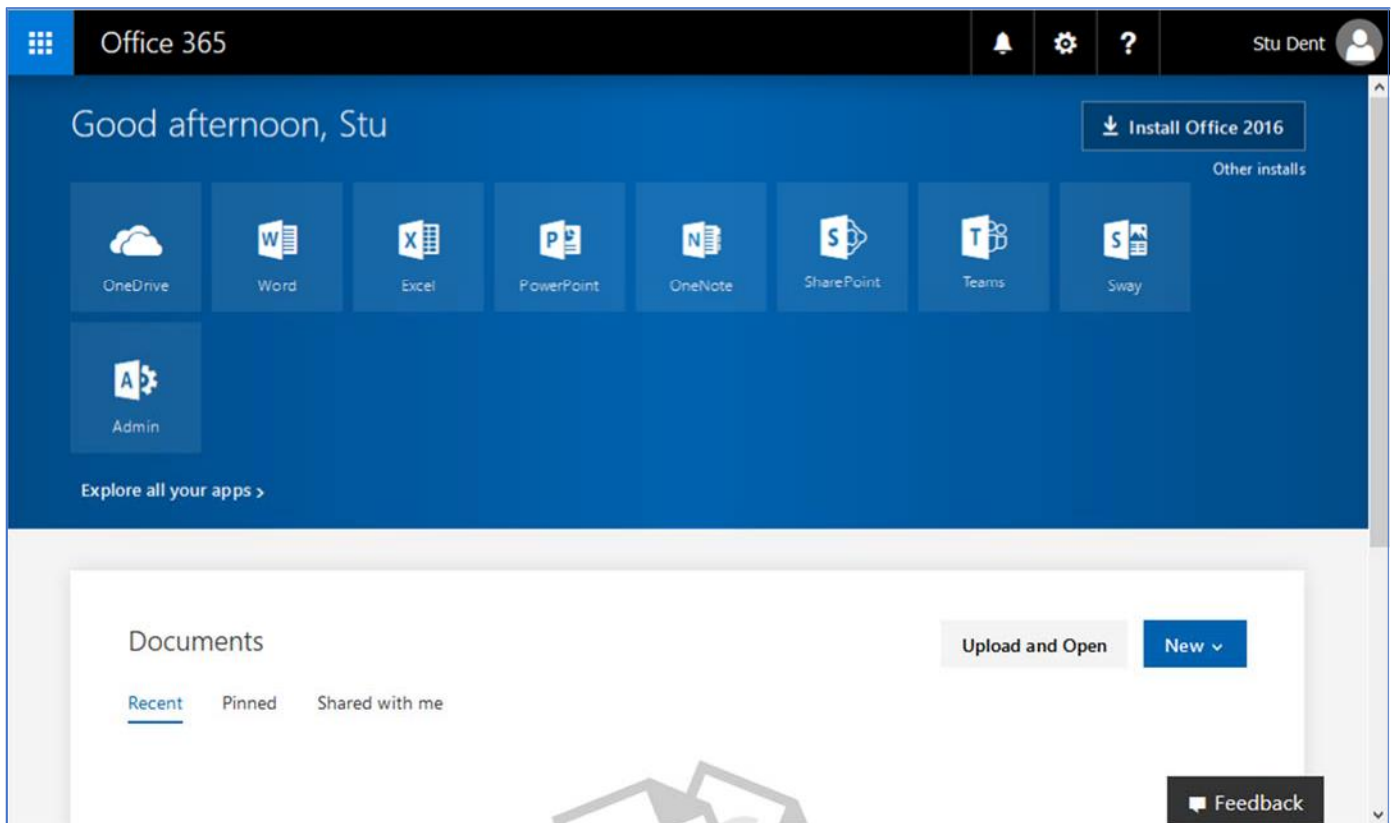 Office 365
?
Stu Dent
Good afternoon, Stu
Install Office 2016
Other installs
OneDrive
W
Word
X
Excel
P
PowerPoint
N
OneNote
S
SharePoint
T
Teams
S
Sway
A
Admin
Explore all your apps >
Documents
Upload and Open
New
Recent
Pinned
Shared with me
Feedback